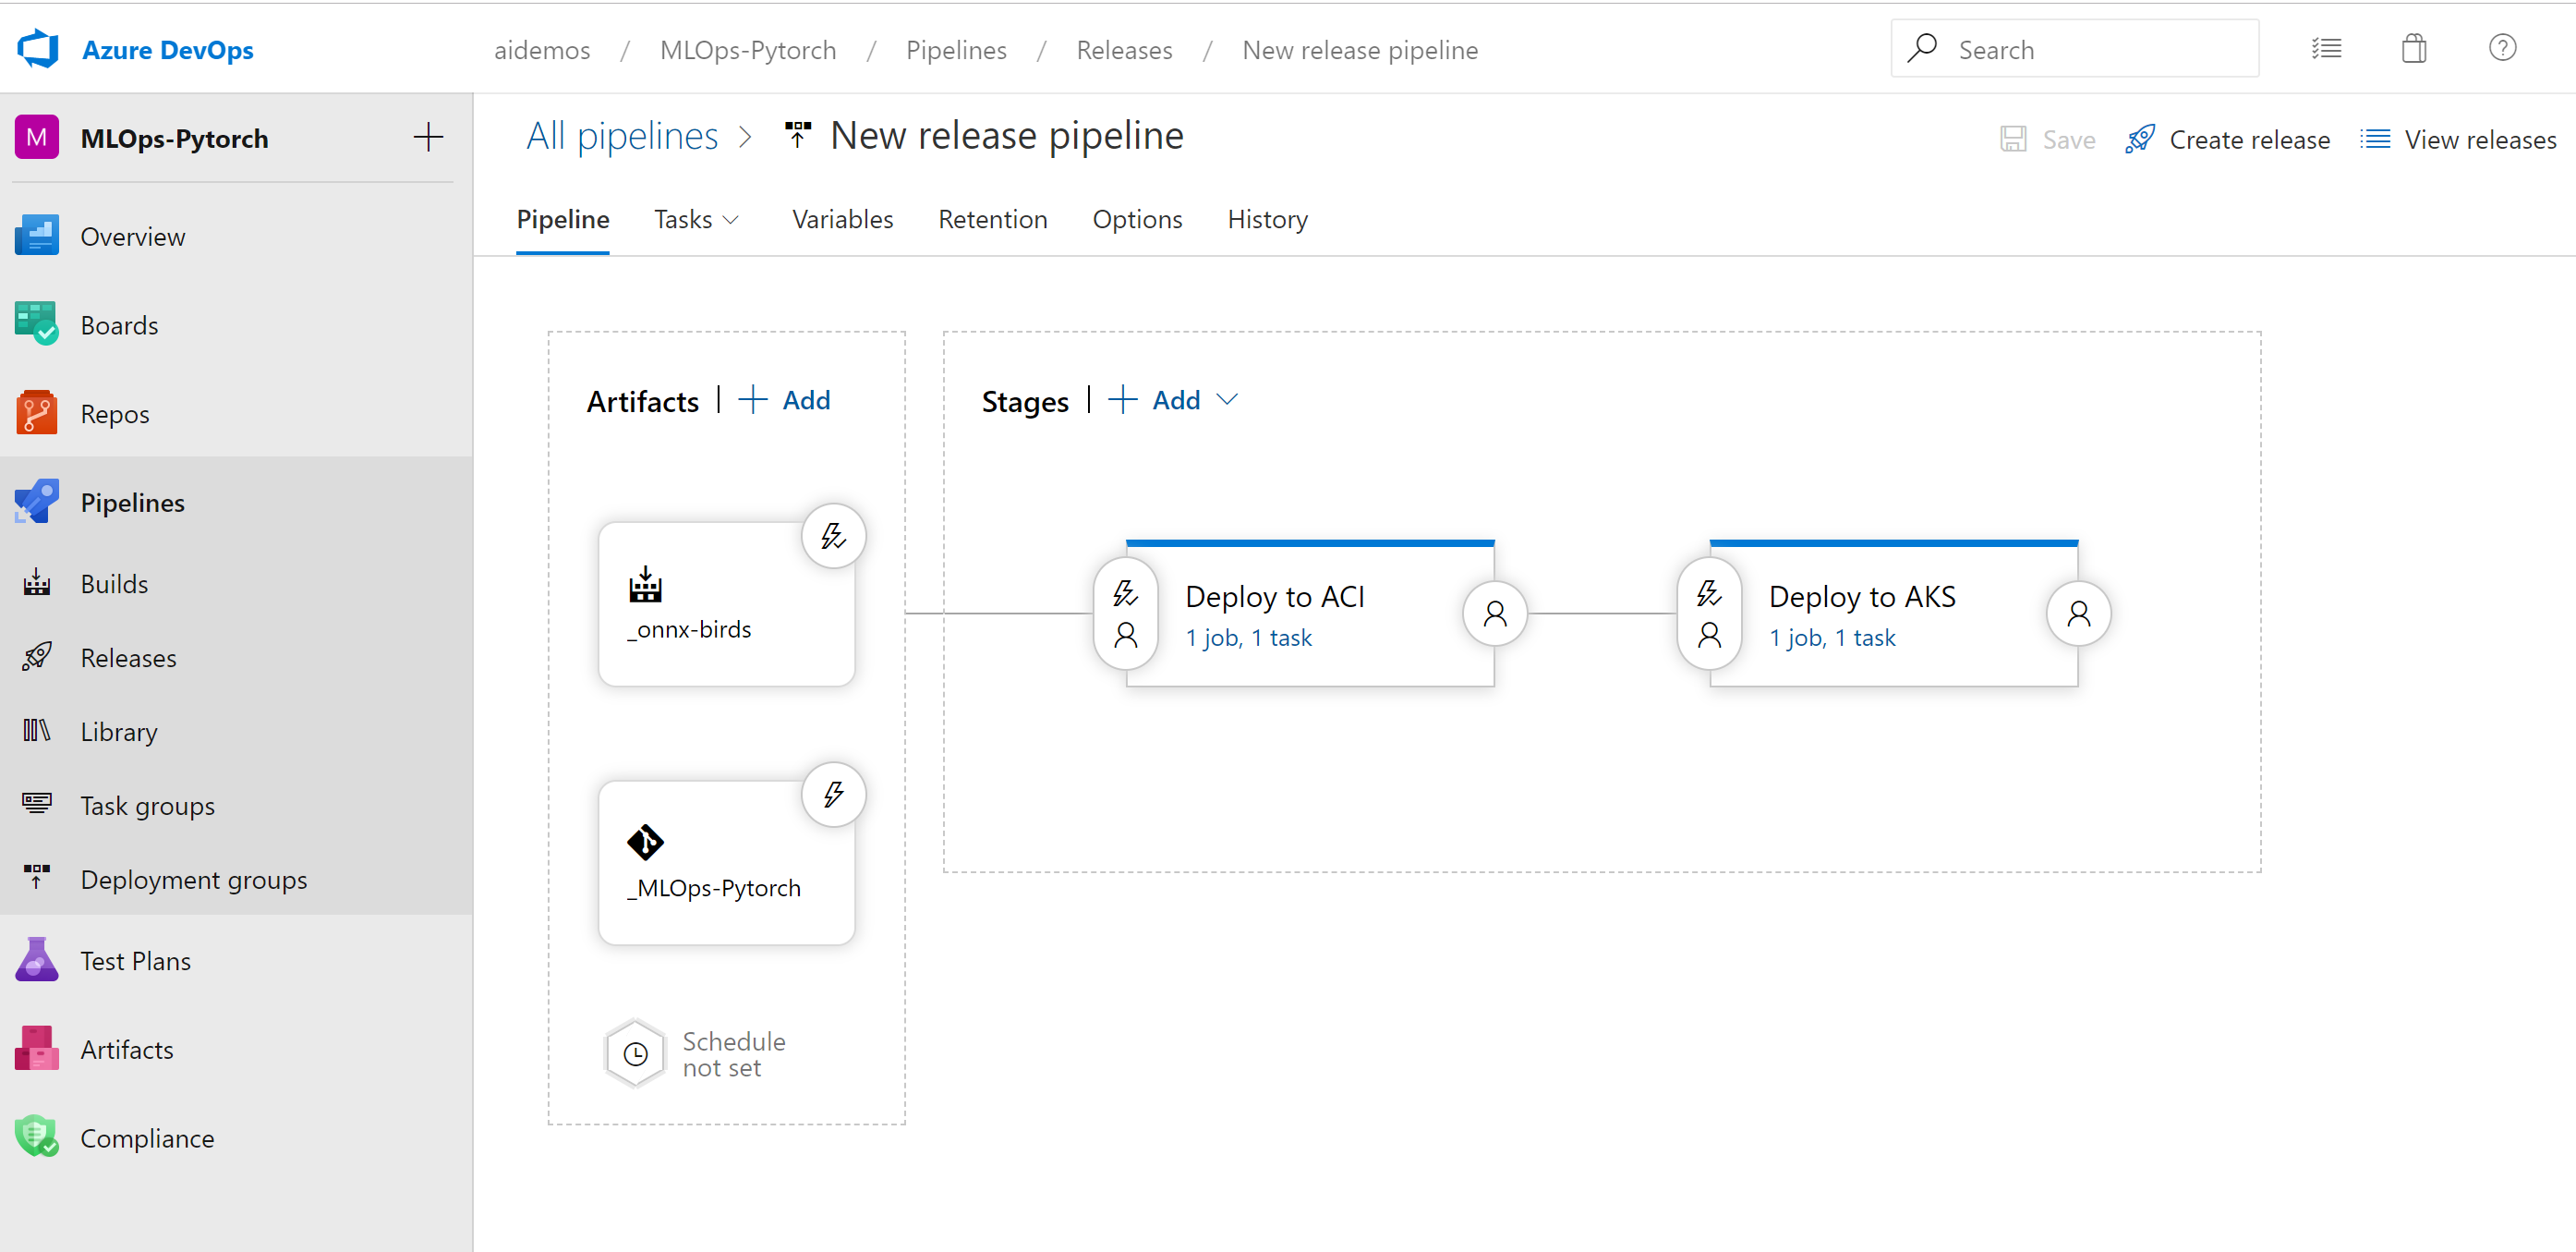 Azure DevOps
aidemos / MLOps-Pytorch / Pipelines / Releases / New release pipeline
Search
M MLOps-Pytorch
Overview
Boards
Repos
Pipelines
Builds
Releases
Library
Task groups
Deployment groups
Test Plans
Artifacts
Compliance
All pipelines > New release pipeline
Save Create release View releases
Pipeline Tasks Variables Retention Options History
Artifacts | + Add
_onnx-birds
_MLOps-Pytorch
Schedule
not set
Stages | + Add
Deploy to ACI
1 job, 1 task
Deploy to AKS
1 job, 1 task